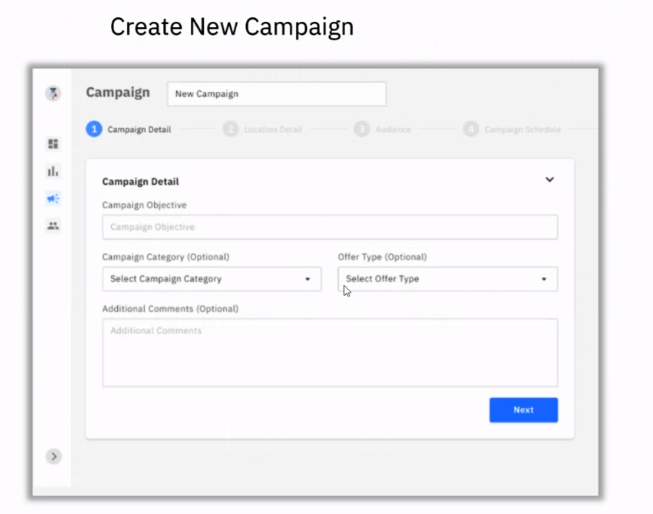 Create New Campaign
Campaign New Campaign
1 Campaign Detail 2 Location Detail 3 Audience 4 Campaign Schedule
Campaign Detail
Campaign Objective
Campaign Objective
Campaign Category (Optional) Offer Type (Optional)
Select Campaign Category Select Offer Type
Additional Comments (Optional)
Additional Comments
Next